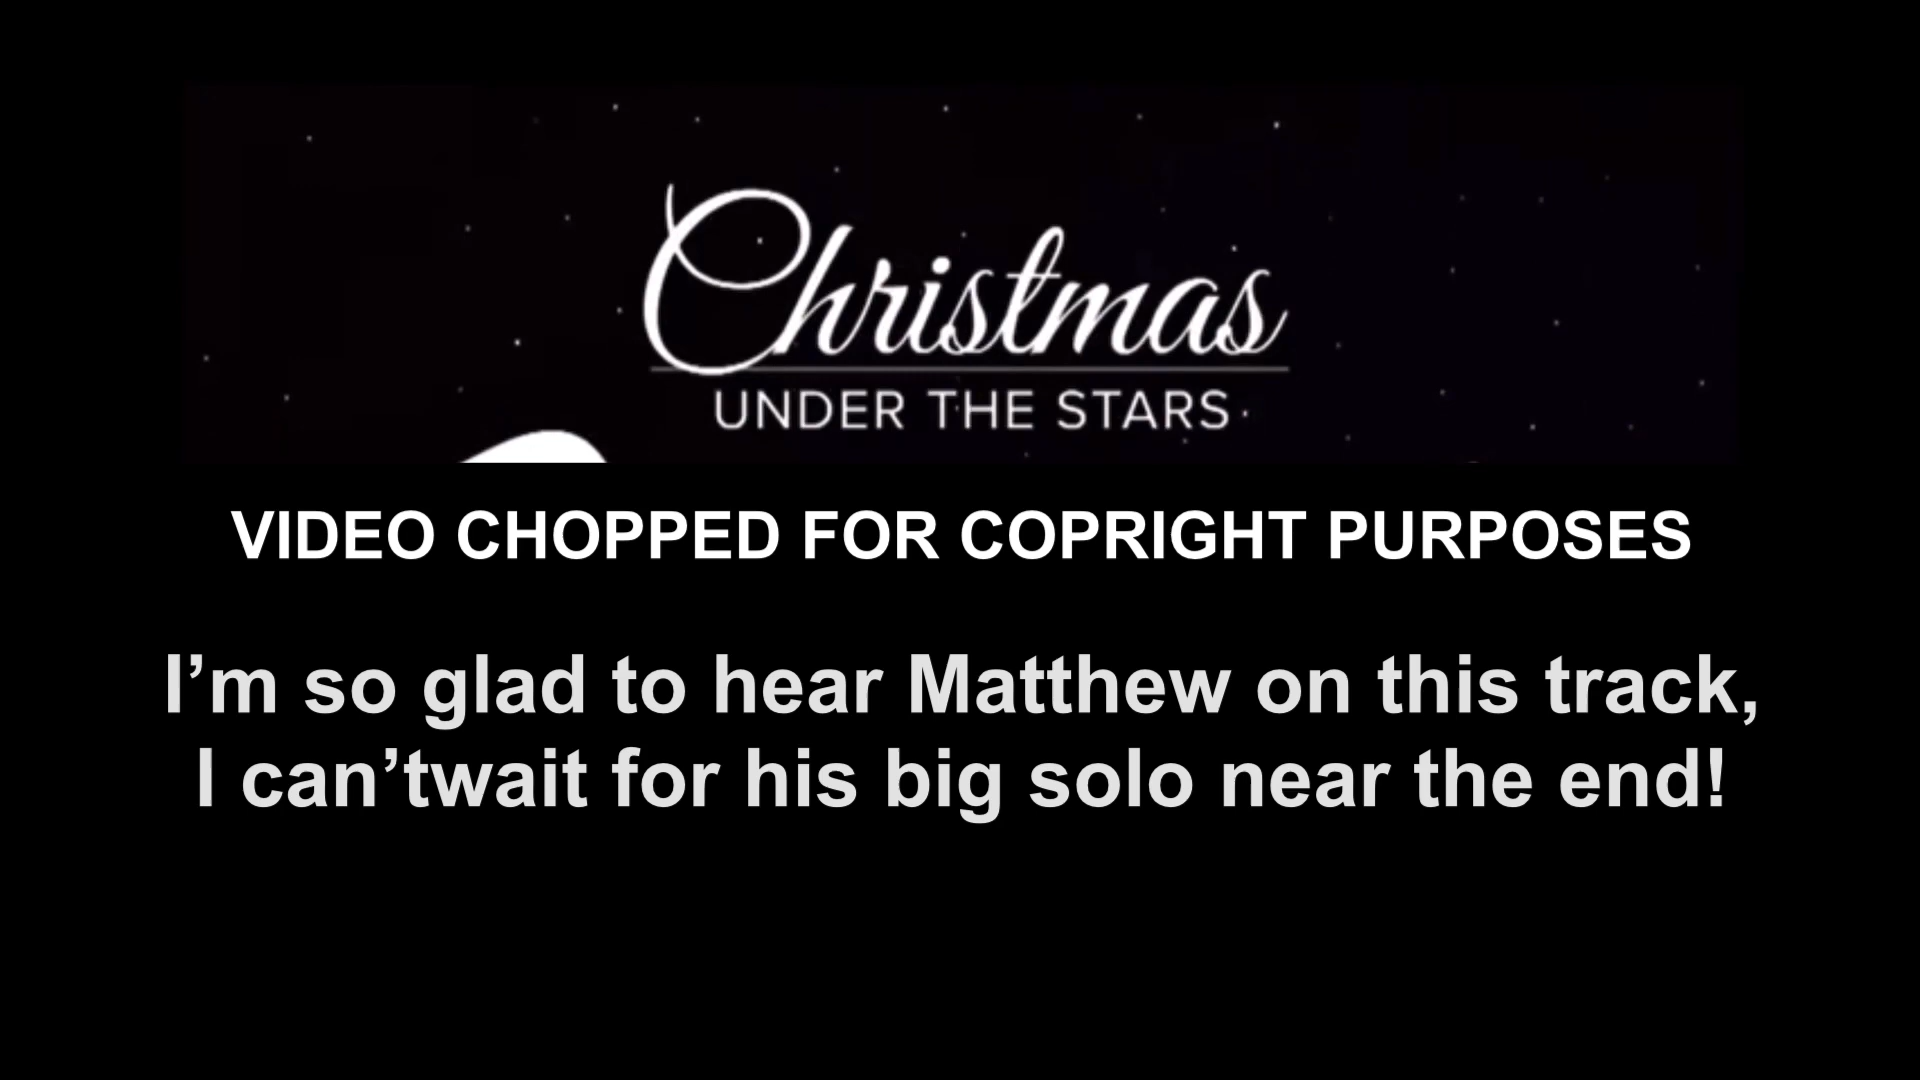 Christmas
UNDER THE STARS
VIDEO CHOPPED FOR COPRIGHT PURPOSES
I’m so glad to hear Matthew on this track,
I can’twait for his big solo near the end!